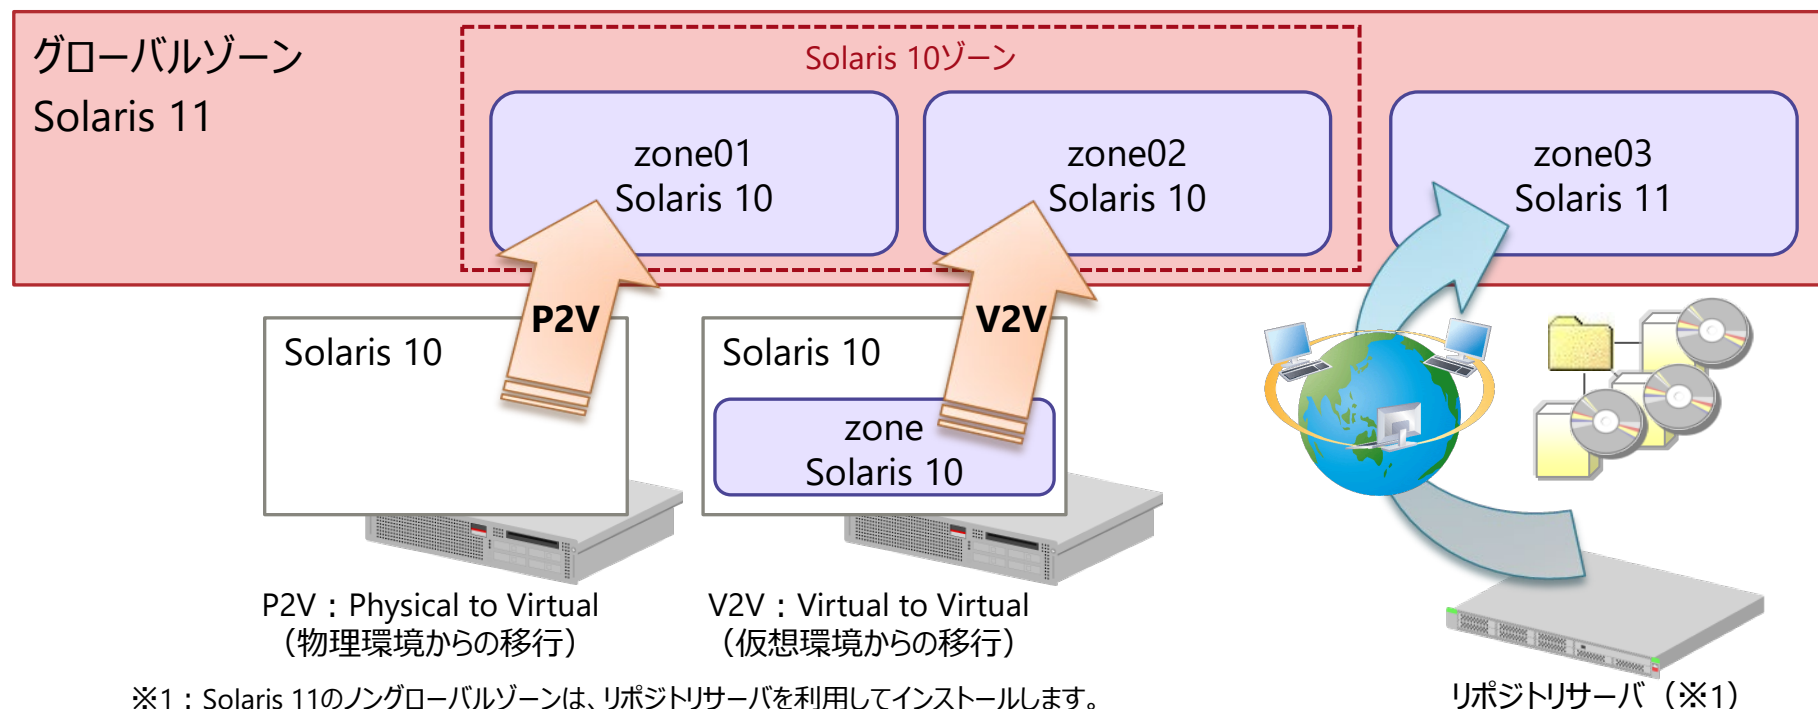 グローバルゾーン
Solaris 11
Solaris 10ゾーン
zone01
Solaris 10
zone02
Solaris 10
zone03
Solaris 11
P2V
Solaris 10
V2V
Solaris 10
zone
Solaris 10
P2V：Physical to Virtual
（物理環境からの移行）
V2V：Virtual to Virtual
（仮想環境からの移行）
リポジトリサーバ（※1）
※1：Solaris 11のノングローバルゾーンは、リポジトリサーバを利用してインストールします。